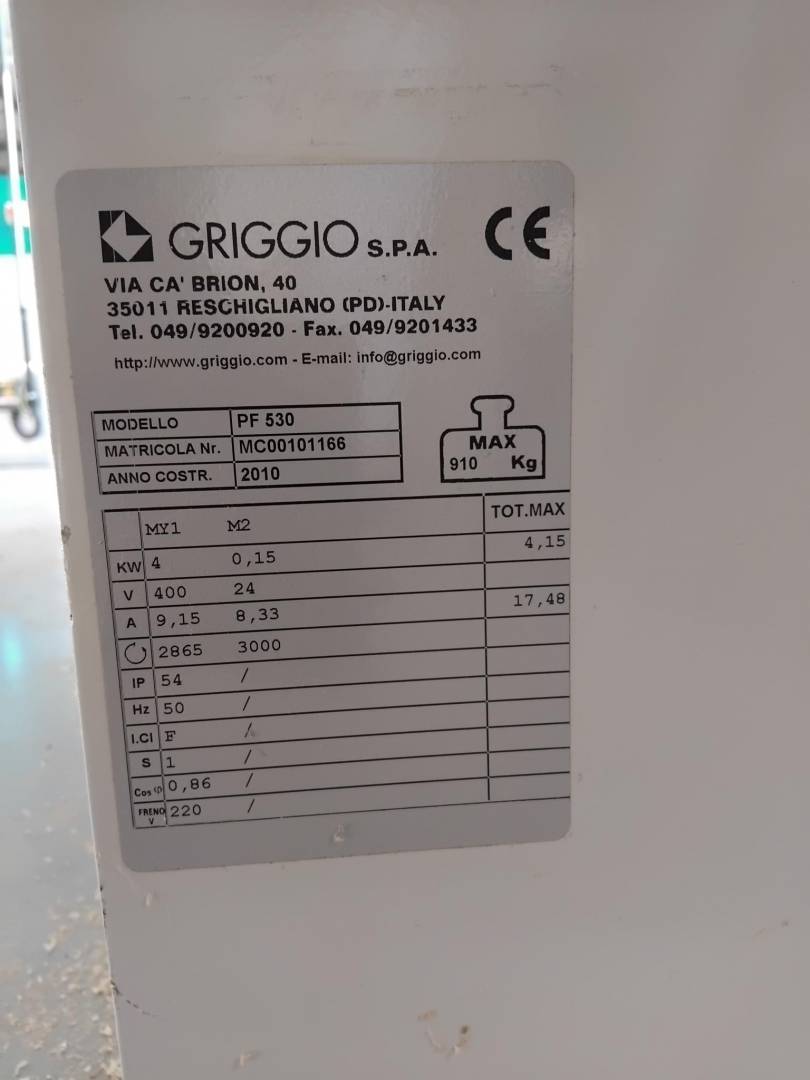 GRIGGIO S.P.A. CE
VIA CA' BRION, 40
35011 RESCHIGLIANO (PD)-ITALY
Tel. 049/9200920 - Fax. 049/9201433
http://www.griggio.com - E-mail: info@griggio.com
MODELLO PF 530
MATRICOLA Nr. MC00101166
ANNO COSTR. 2010
MAX
910 Kg
MY1 M2 TOT.MAX
KW 4 0,15 4,15
V 400 24
A 9,15 8,33 17,48
2865 3000
IP 54 /
Hz 50 /
I.Cl F /
S 1 /
Cos φ 0,86 /
FRENO V 220 /